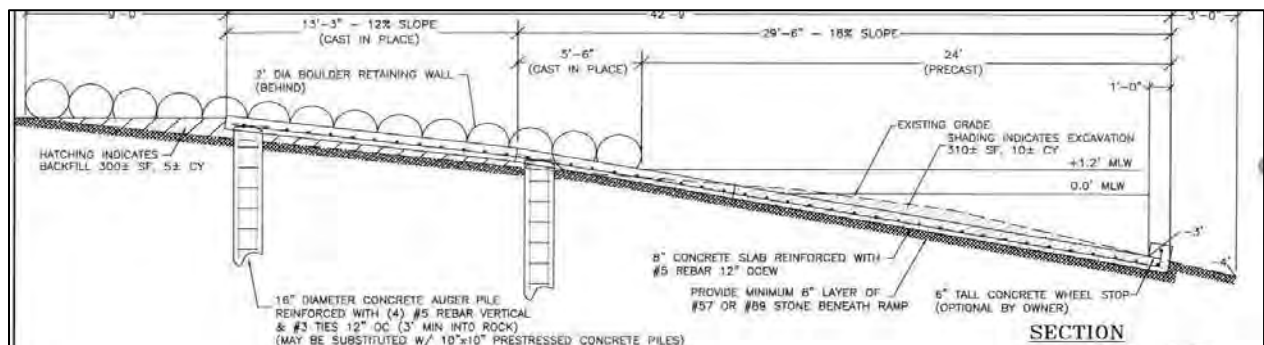 42'-9"
3'-0"
13'-3" - 12% SLOPE
(CAST IN PLACE)
29'-6" - 18% SLOPE
5'-6"
(CAST IN PLACE)
24'
(PRECAST)
1'-0"
2' DIA BOULDER RETAINING WALL
(BEHIND)
EXISTING GRADE
SHADING INDICATES EXCAVATION
310± SF, 10± CY
+1.2' MLW
0.0' MLW
HATCHING INDICATES
BACKFILL 300± SF, 5± CY
-3'
-4'
8" CONCRETE SLAB REINFORCED WITH
#5 REBAR 12" OCEW
PROVIDE MINIMUM 6" LAYER OF
#57 OR #89 STONE BENEATH RAMP
6" TALL CONCRETE WHEEL STOP
(OPTIONAL BY OWNER)
16" DIAMETER CONCRETE AUGER PILE
REINFORCED WITH (4) #5 REBAR VERTICAL
& #3 TIES 12" OC (3' MIN INTO ROCK)
(MAY BE SUBSTITUTED W/ 10"x10" PRESTRESSED CONCRETE PILES)
SECTION